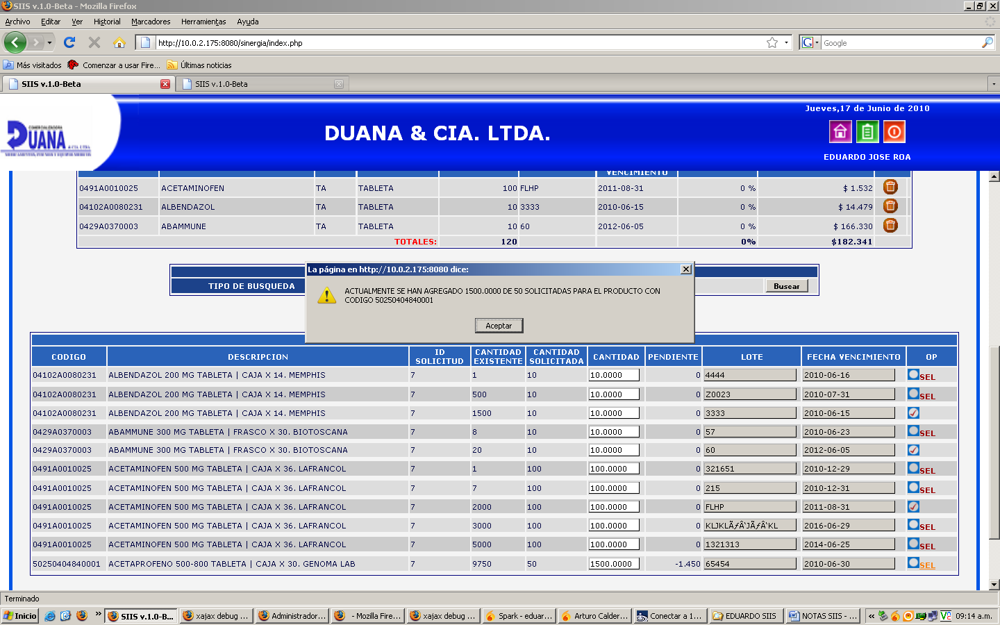 SIIS v.1.0-Beta - Mozilla Firefox
Archivo Editar Ver Historial Marcadores Herramientas Ayuda
http://10.0.2.175:8080/sinergia/index.php
Google
Más visitados Comenzar a usar Fire... Últimas noticias
SIIS v.1.0-Beta SIIS v.1.0-Beta
Jueves,17 de Junio de 2010
COMERCIALIZADORA
DUANA & CIA. LTDA.
DUANA & CIA. LTDA.
EDUARDO JOSE ROA
VENCIMIENTO
0491A0010025 ACETAMINOFEN TA TABLETA 100 FLHP 2011-08-31 0 % $ 1.532
04102A0080231 ALBENDAZOL TA TABLETA 10 3333 2010-06-15 0 % $ 14.479
0429A0370003 ABAMMUNE TA TABLETA 10 60 2012-06-05 0 % $ 166.330
TOTALES: 120 0% $182.341
La página en http://10.0.2.175:8080 dice:
TIPO DE BUSQUEDA Buscar
ACTUALMENTE SE HAN AGREGADO 1500.0000 DE 50 SOLICITADAS PARA EL PRODUCTO CON
CODIGO 50250404840001
Aceptar
CODIGO DESCRIPCION ID SOLICITUD CANTIDAD EXISTENTE CANTIDAD SOLICITADA CANTIDAD PENDIENTE LOTE FECHA VENCIMIENTO OP
04102A0080231 ALBENDAZOL 200 MG TABLETA | CAJA X 14. MEMPHIS 7 1 10 10.0000 0 4444 2010-06-16 SEL
04102A0080231 ALBENDAZOL 200 MG TABLETA | CAJA X 14. MEMPHIS 7 500 10 10.0000 0 Z0023 2010-07-31 SEL
04102A0080231 ALBENDAZOL 200 MG TABLETA | CAJA X 14. MEMPHIS 7 1500 10 10.0000 0 3333 2010-06-15
0429A0370003 ABAMMUNE 300 MG TABLETA | FRASCO X 30. BIOTOSCANA 7 8 10 10.0000 0 57 2010-06-23 SEL
0429A0370003 ABAMMUNE 300 MG TABLETA | FRASCO X 30. BIOTOSCANA 7 20 10 10.0000 0 60 2012-06-05
0491A0010025 ACETAMINOFEN 500 MG TABLETA | CAJA X 36. LAFRANCOL 7 1 100 100.0000 0 321651 2010-12-29 SEL
0491A0010025 ACETAMINOFEN 500 MG TABLETA | CAJA X 36. LAFRANCOL 7 7 100 100.0000 0 215 2010-12-31 SEL
0491A0010025 ACETAMINOFEN 500 MG TABLETA | CAJA X 36. LAFRANCOL 7 2000 100 100.0000 0 FLHP 2011-08-31
0491A0010025 ACETAMINOFEN 500 MG TABLETA | CAJA X 36. LAFRANCOL 7 3000 100 100.0000 0 KLJKLÃƒÂ‘JÃƒÂ‘KL 2016-06-29 SEL
0491A0010025 ACETAMINOFEN 500 MG TABLETA | CAJA X 36. LAFRANCOL 7 5000 100 100.0000 0 1321313 2014-06-25 SEL
50250404840001 ACETAPROFENO 500-800 TABLETA | CAJA X 30. GENOMA LAB 7 9750 50 1500.0000 -1.450 65454 2010-06-30 SEL
Terminado
Inicio » SIIS v.1.0-B... xajax debug ... Administrador... - Mozilla Fire... xajax debug ... Spark - eduar... Arturo Calder... Conectar a 1... EDUARDO SIIS NOTAS SIIS - ... « 09:14 a.m.